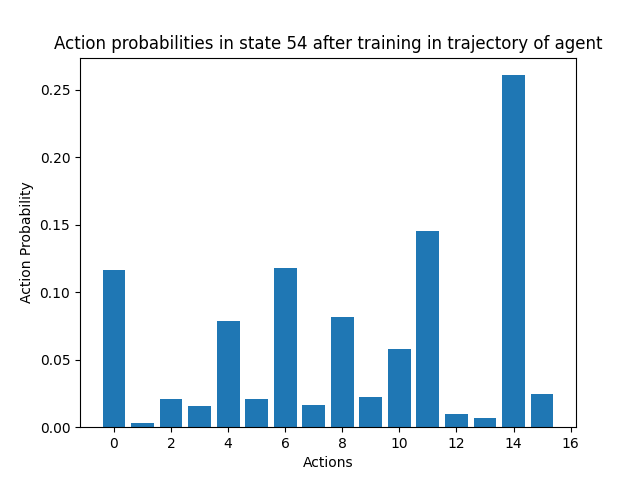 Action probabilities in state 54 after training in trajectory of agent
0.25
0.20
0.15
0.10
0.05
0.00
Action Probability
0 2 4 6 8 10 12 14 16
Actions